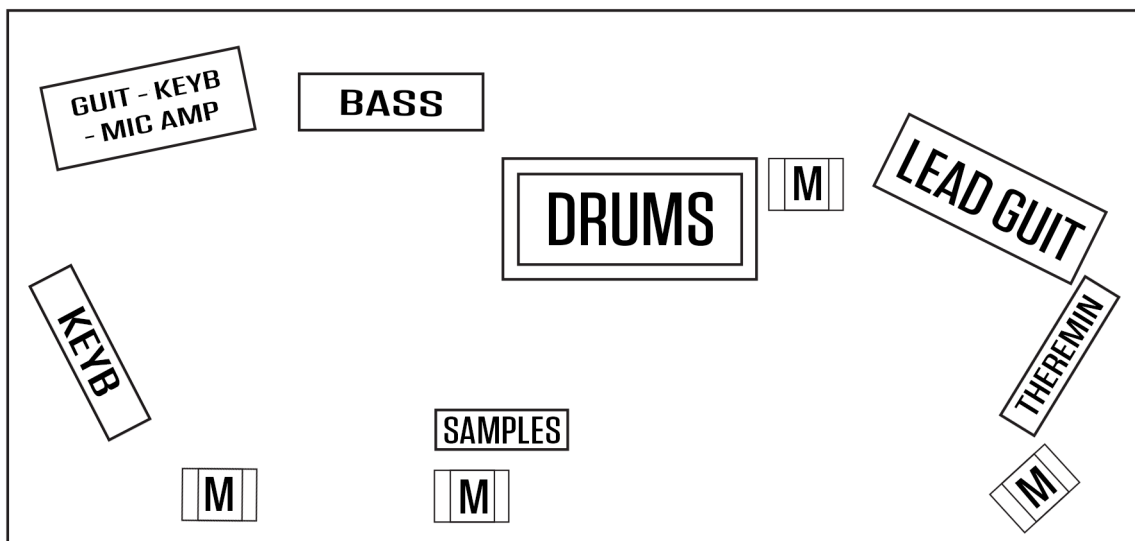 GUIT - KEYB
- MIC AMP
BASS
DRUMS
M
LEAD GUIT
KEYB
THEREMIN
SAMPLES
M
M
M